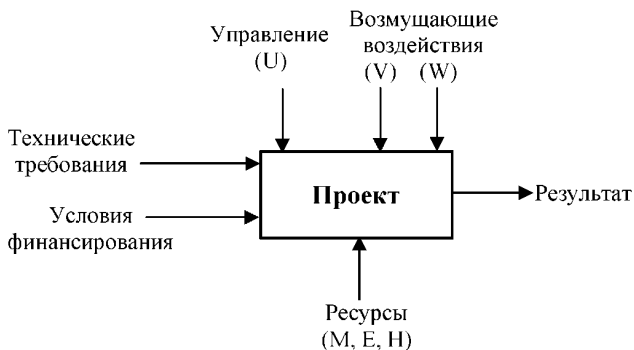 Управление
(U)
Возмущающие
воздействия
(V) (W)
Технические
требования
Проект
Результат
Условия
финансирования
Ресурсы
(M, E, H)